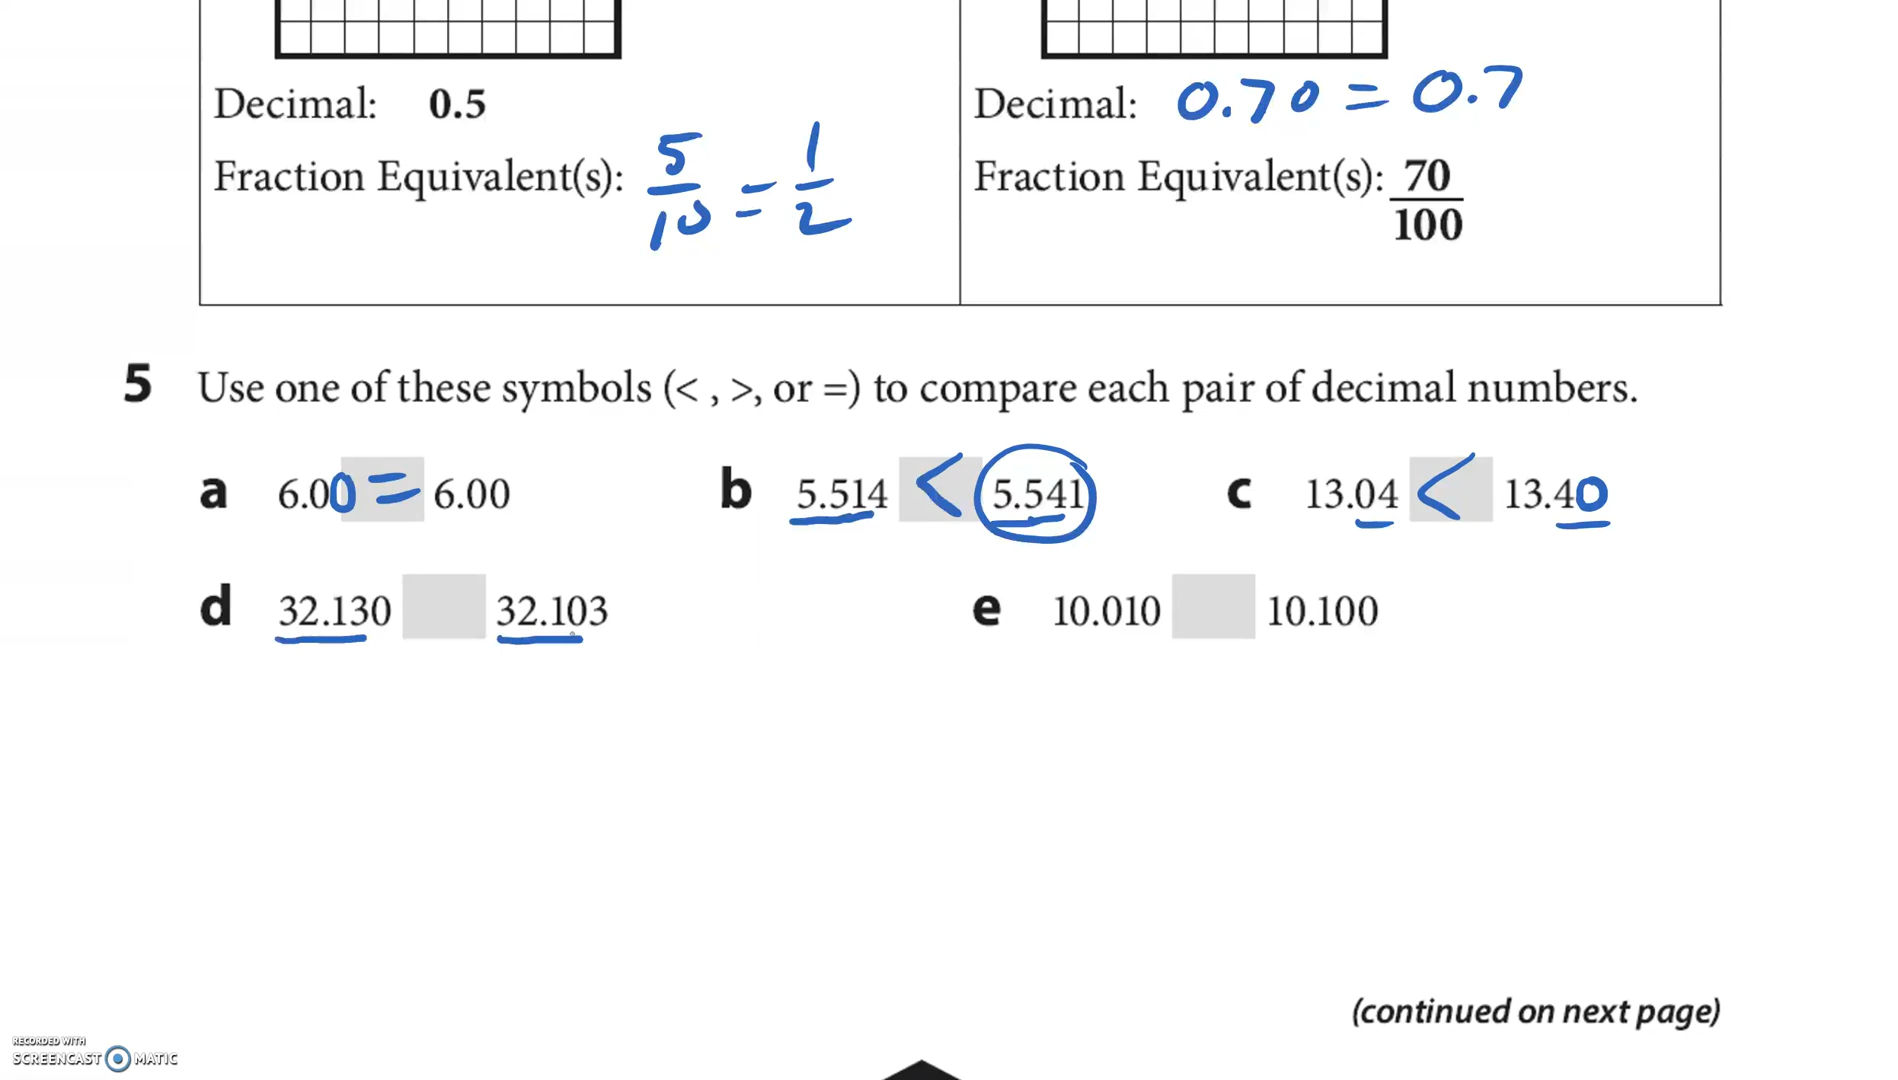 Decimal: 0.5
Decimal: 0.70 = 0.7
Fraction Equivalent(s): 5/10 = 1/2
Fraction Equivalent(s): 70/100
5 Use one of these symbols (< , >, or =) to compare each pair of decimal numbers.
a 6.00 = 6.00 b 5.514 < 5.541 c 13.04 < 13.40
d 32.130 32.103 e 10.010 10.100
(continued on next page)
RECORDED WITH
SCREENCAST MATIC